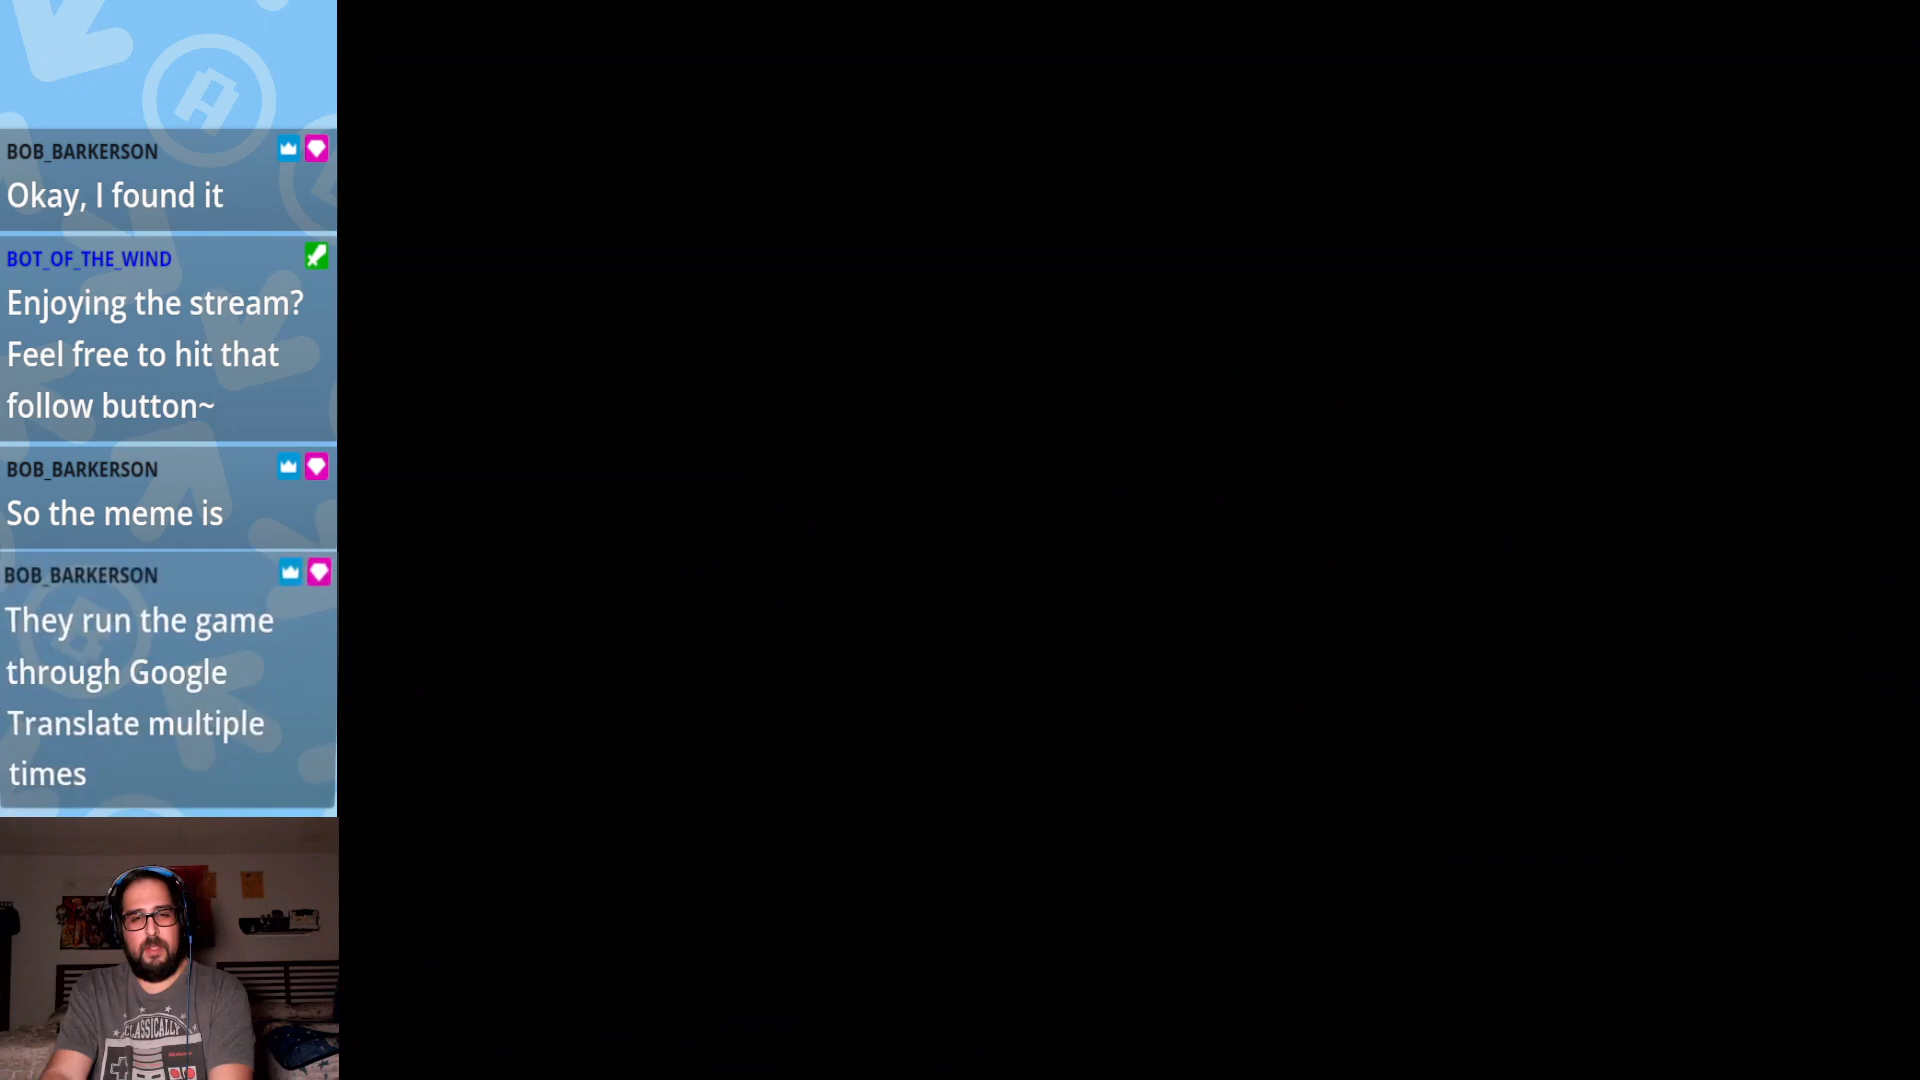 BOB_BARKERSON
Okay, I found it
BOT_OF_THE_WIND
Enjoying the stream?
Feel free to hit that
follow button~
BOB_BARKERSON
So the meme is
BOB_BARKERSON
They run the game
through Google
Translate multiple
times
CLASSICALLY